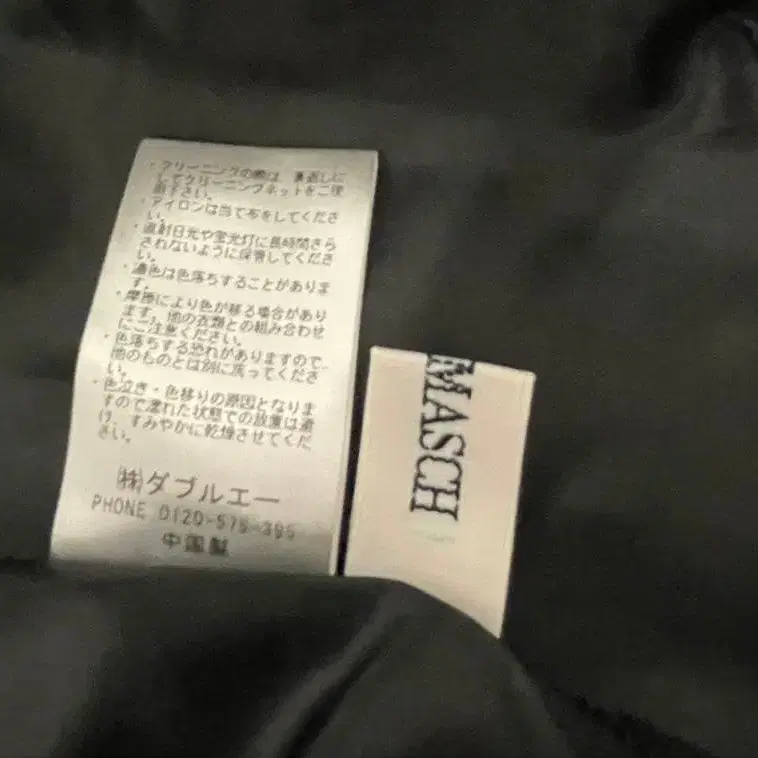 ・クリーニングの際は、裏返しに
してクリーニングネットをご使
用下さい。
・アイロンは当て布をしてくださ
い。
・直射日光や蛍光灯に長時間さら
されないように保管してくださ
い。
・濃色は色落ちすることがありま
す。
・摩擦により色が移る場合があり
ます。他の衣類との組み合わせ
にご注意ください。
・色落ちする恐れがありますので、
他のものとは別に洗ってくださ
い。
・色泣き・色移りの原因となりま
すので濡れた状態での放置は避
け、すみやかに乾燥させてくだ
さい。
㈱ダブルエー
PHONE 0120-575-395
中国製
MASCH